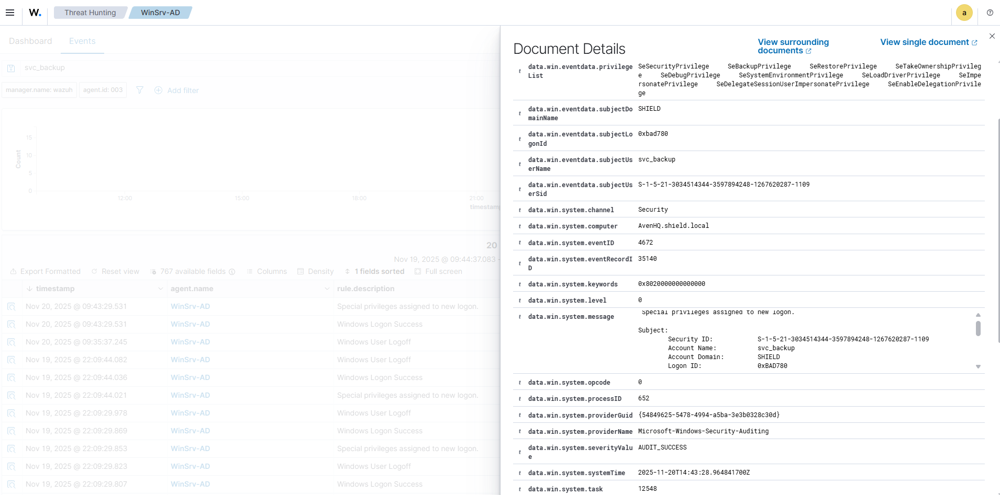 W.
Threat Hunting
WinSrv-AD
a
Dashboard
Events
svc_backup
manager.name: wazuh
agent.id: 003
Add filter
Count
15
10
5
0
12:00
15:00
18:00
21:00
timestamp
20
Nov 19, 2025 @ 09:44:37.083 -
Export Formatted
Reset view
767 available fields
Columns
Density
1 fields sorted
Full screen
timestamp
agent.name
rule.description
Nov 20, 2025 @ 09:43:29.531 WinSrv-AD Special privileges assigned to new logon.
Nov 20, 2025 @ 09:43:29.531 WinSrv-AD Windows Logon Success
Nov 20, 2025 @ 09:35:37.245 WinSrv-AD Windows User Logoff
Nov 19, 2025 @ 22:09:44.082 WinSrv-AD Windows User Logoff
Nov 19, 2025 @ 22:09:44.036 WinSrv-AD Windows Logon Success
Nov 19, 2025 @ 22:09:44.021 WinSrv-AD Special privileges assigned to new logon.
Nov 19, 2025 @ 22:09:29.978 WinSrv-AD Windows User Logoff
Nov 19, 2025 @ 22:09:29.869 WinSrv-AD Windows Logon Success
Nov 19, 2025 @ 22:09:29.853 WinSrv-AD Special privileges assigned to new logon.
Nov 19, 2025 @ 22:09:29.823 WinSrv-AD Windows User Logoff
Nov 19, 2025 @ 22:09:29.807 WinSrv-AD Windows Logon Success
Document Details
View surrounding
documents
View single document
t data.win.eventdata.privilege
List
SeSecurityPrivilege SeBackupPrivilege SeRestorePrivilege SeTakeOwnershipPrivileg
e SeDebugPrivilege SeSystemEnvironmentPrivilege SeLoadDriverPrivilege SeImpe
rsonatePrivilege SeDelegateSessionUserImpersonatePrivilege SeEnableDelegationPrivile
ge
t data.win.eventdata.subjectDo
mainName
SHIELD
t data.win.eventdata.subjectLo
gonId
0xbad780
t data.win.eventdata.subjectUs
erName
svc_backup
t data.win.eventdata.subjectUs
erSid
S-1-5-21-3034514344-3597894248-1267620287-1109
t data.win.system.channel Security
t data.win.system.computer AvenHQ.shield.local
t data.win.system.eventID 4672
t data.win.system.eventRecordI
D
35140
t data.win.system.keywords 0x8020000000000000
t data.win.system.level 0
t data.win.system.message
Special privileges assigned to new logon.
Subject:
Security ID: S-1-5-21-3034514344-3597894248-1267620287-1109
Account Name: svc_backup
Account Domain: SHIELD
Logon ID: 0xBAD780
t data.win.system.opcode 0
t data.win.system.processID 652
t data.win.system.providerGuid {54849625-5478-4994-a5ba-3e3b0328c30d}
t data.win.system.providerName Microsoft-Windows-Security-Auditing
t data.win.system.severityValu
e
AUDIT_SUCCESS
t data.win.system.systemTime 2025-11-20T14:43:28.964841700Z
t data.win.system.task 12548